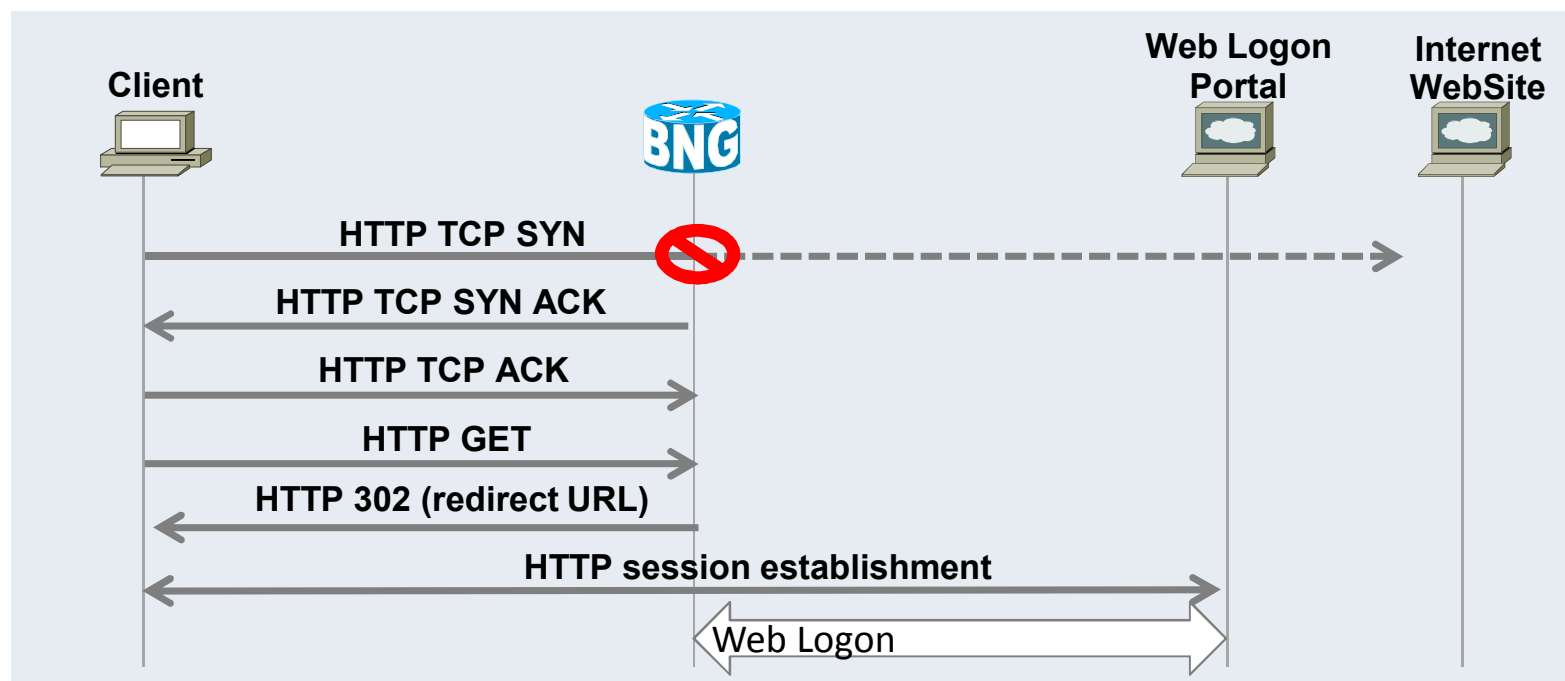 Client
BNG
Web Logon
Portal
Internet
WebSite
HTTP TCP SYN
HTTP TCP SYN ACK
HTTP TCP ACK
HTTP GET
HTTP 302 (redirect URL)
HTTP session establishment
Web Logon